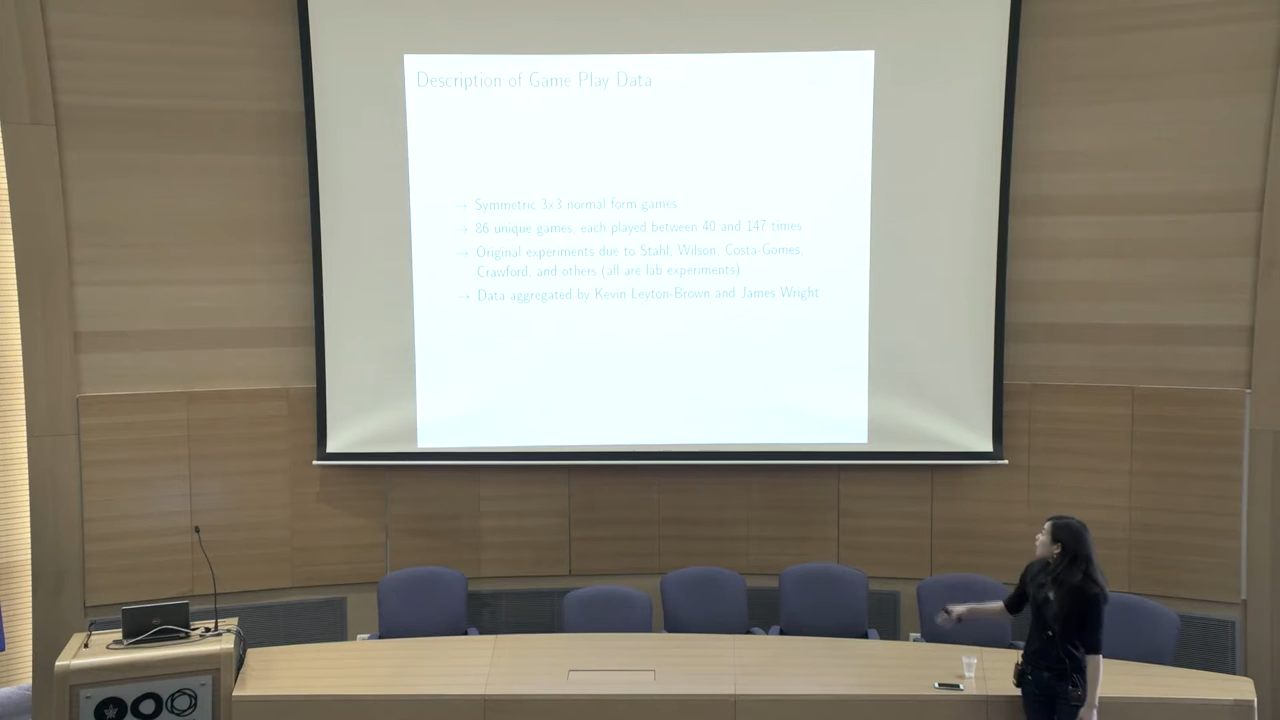 Description of Game Play Data
→ Symmetric 3x3 normal form games
→ 86 unique games, each played between 40 and 147 times
→ Original experiments due to Stahl, Wilson, Costa-Gomes,
Crawford, and others (all are lab experiments)
→ Data aggregated by Kevin Leyton-Brown and James Wright